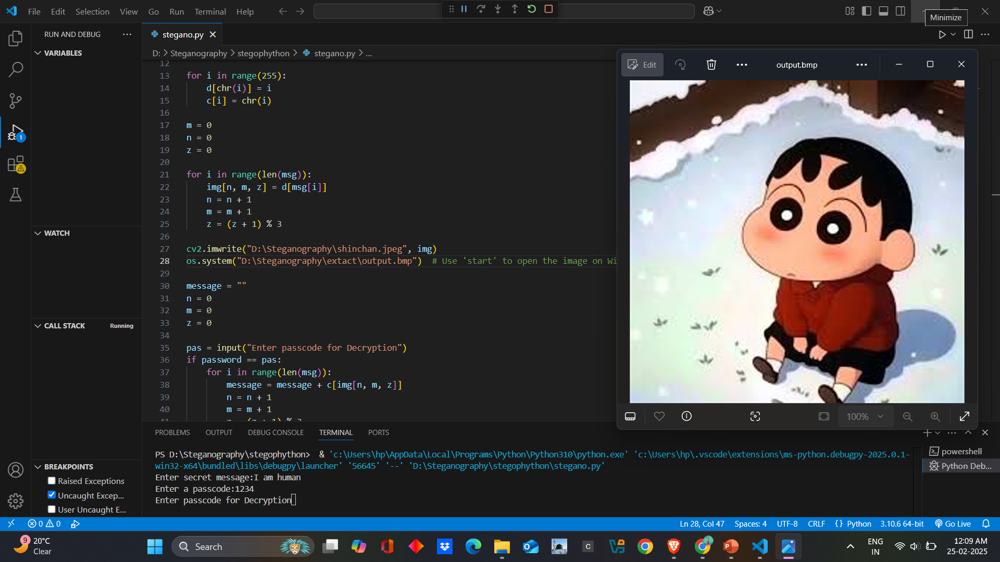 File Edit Selection View Go Run Terminal Help
Minimize
RUN AND DEBUG
stegano.py
VARIABLES
D: > Steganography > stegophython > stegano.py > ...
12
13 for i in range(255):
14 d[chr(i)] = i
15 c[i] = chr(i)
16
17 m = 0
18 n = 0
19 z = 0
20
21 for i in range(len(msg)):
22 img[n, m, z] = d[msg[i]]
23 n = n + 1
24 m = m + 1
25 z = (z + 1) % 3
26
27 cv2.imwrite("D:\Steganography\shinchan.jpeg", img)
28 os.system("D:\Steganography\extact\output.bmp") # Use 'start' to open the image on Wi
29
30 message = ""
31 n = 0
32 m = 0
33 z = 0
34
35 pas = input("Enter passcode for Decryption")
36 if password == pas:
37 for i in range(len(msg)):
38 message = message + c[img[n, m, z]]
39 n = n + 1
40 m = m + 1
WATCH
CALL STACK Running
BREAKPOINTS
Raised Exceptions
Uncaught Excep...
User Uncaught E...
Edit output.bmp
100%
PROBLEMS OUTPUT DEBUG CONSOLE TERMINAL PORTS
PS D:\Steganography\stegophython> & 'c:\Users\hp\AppData\Local\Programs\Python\Python310\python.exe' 'c:\Users\hp\.vscode\extensions\ms-python.debugpy-2025.0.1-
win32-x64\bundled\libs\debugpy\launcher' '56645' '--' 'D:\Steganography\stegophython\stegano.py'
Enter secret message:I am human
Enter a passcode:1234
Enter passcode for Decryption
powershell
Python Deb...
0 0 Ln 28, Col 47 Spaces: 4 UTF-8 CRLF {} Python 3.10.6 64-bit Go Live
1
9
20°C
Clear
Search
ENG
IN
12:09 AM
25-02-2025